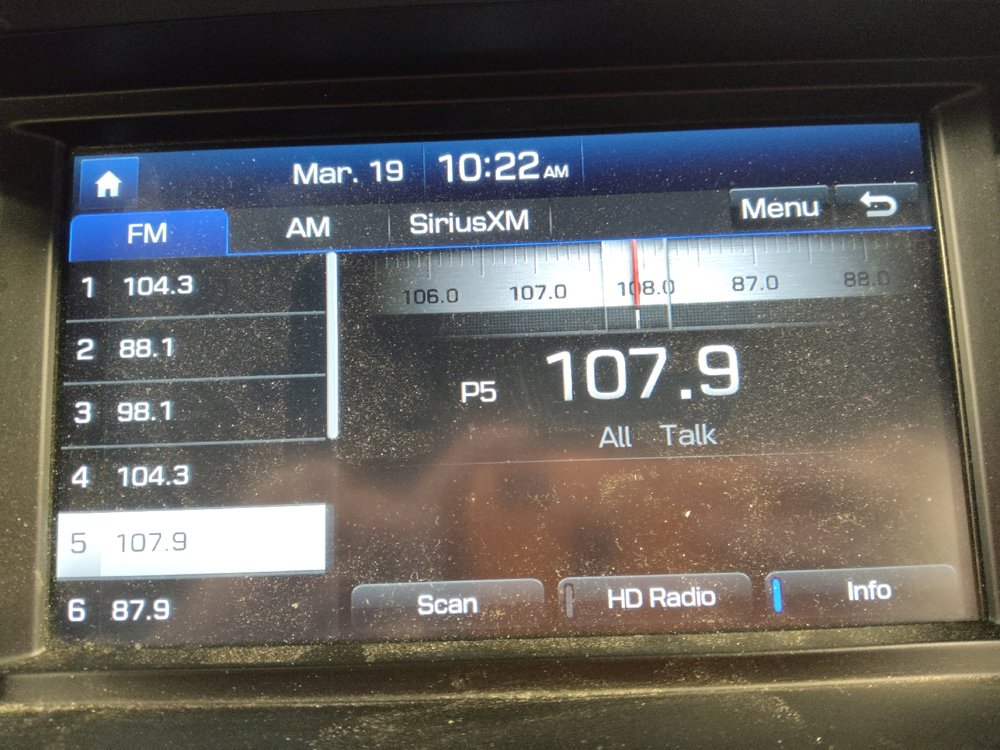 Mar. 19 10:22 AM
FM AM SiriusXM Menu
1 104.3
2 88.1
3 98.1
4 104.3
5 107.9
6 87.9
106.0 107.0 108.0 87.0 88.0
P5 107.9
All Talk
Scan HD Radio Info